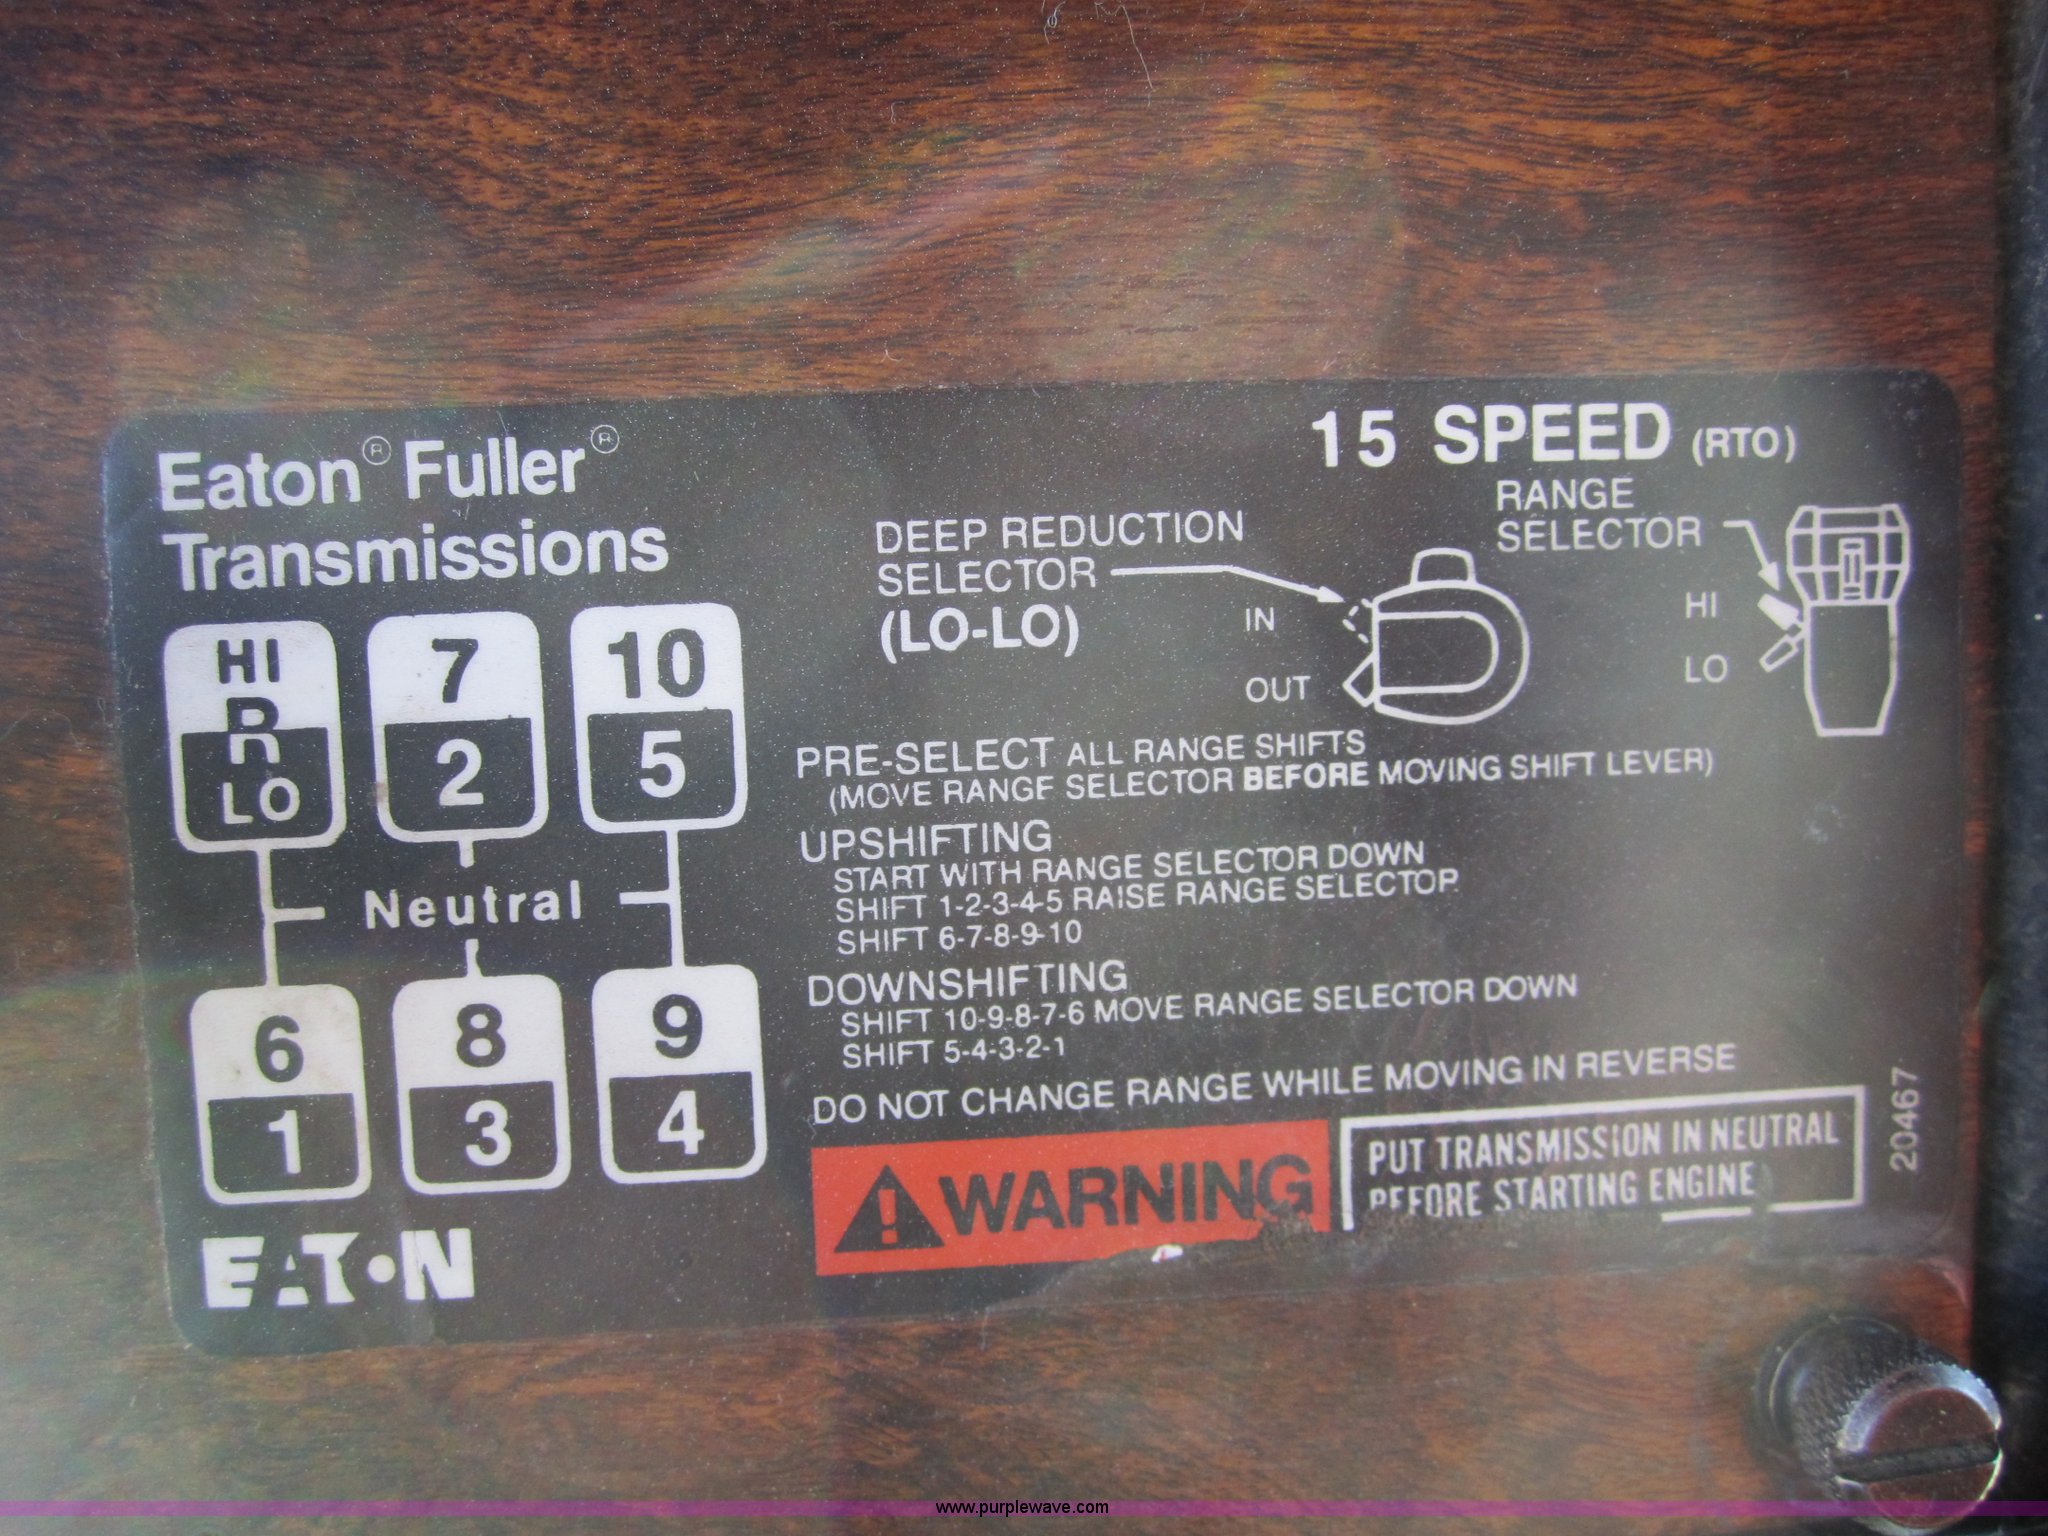 Eaton® Fuller®
Transmissions
15 SPEED (RTO)
DEEP REDUCTION
SELECTOR
(LO-LO)
IN
OUT
RANGE
SELECTOR
HI
LO
HI
R
LO
7
2
10
5
Neutral
6
1
8
3
9
4
PRE-SELECT ALL RANGE SHIFTS
(MOVE RANGE SELECTOR BEFORE MOVING SHIFT LEVER)
UPSHIFTING
START WITH RANGE SELECTOR DOWN
SHIFT 1-2-3-4-5 RAISE RANGE SELECTOR
SHIFT 6-7-8-9-10
DOWNSHIFTING
SHIFT 10-9-8-7-6 MOVE RANGE SELECTOR DOWN
SHIFT 5-4-3-2-1
DO NOT CHANGE RANGE WHILE MOVING IN REVERSE
WARNING
PUT TRANSMISSION IN NEUTRAL
BEFORE STARTING ENGINE
20467
EATON
www.purplewave.com